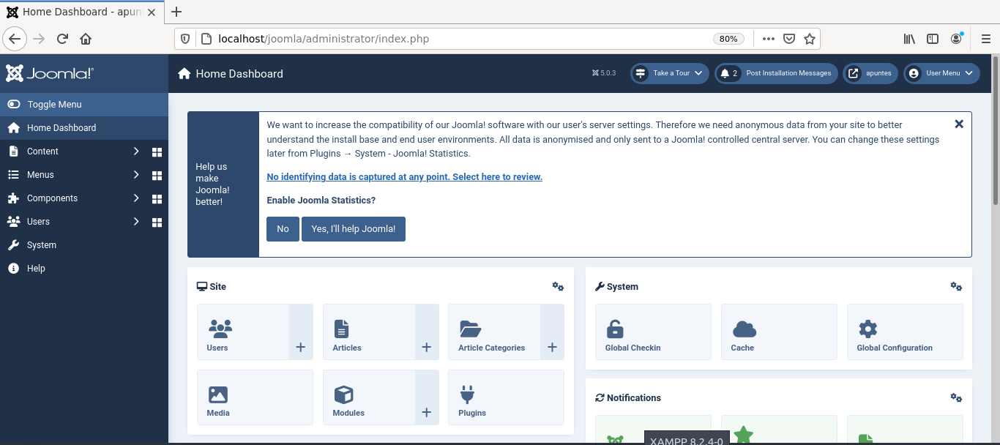 Home Dashboard - apun
localhost/joomla/administrator/index.php
80%
Joomla!®
Home Dashboard
5.0.3
Take a Tour
2 Post Installation Messages
apuntes
User Menu
Toggle Menu
Home Dashboard
Content
Menus
Components
Users
System
Help
Help us
make
Joomla!
better!
We want to increase the compatibility of our Joomla! software with our user's server settings. Therefore we need anonymous data from your site to better
understand the install base and end user environments. All data is anonymised and only sent to a Joomla! controlled central server. You can change these settings
later from Plugins → System - Joomla! Statistics.
No identifying data is captured at any point. Select here to review.
Enable Joomla Statistics?
No
Yes, I'll help Joomla!
Site
Users
Articles
Article Categories
Media
Modules
Plugins
System
Global Checkin
Cache
Global Configuration
Notifications
XAMPP 8.2.4-0